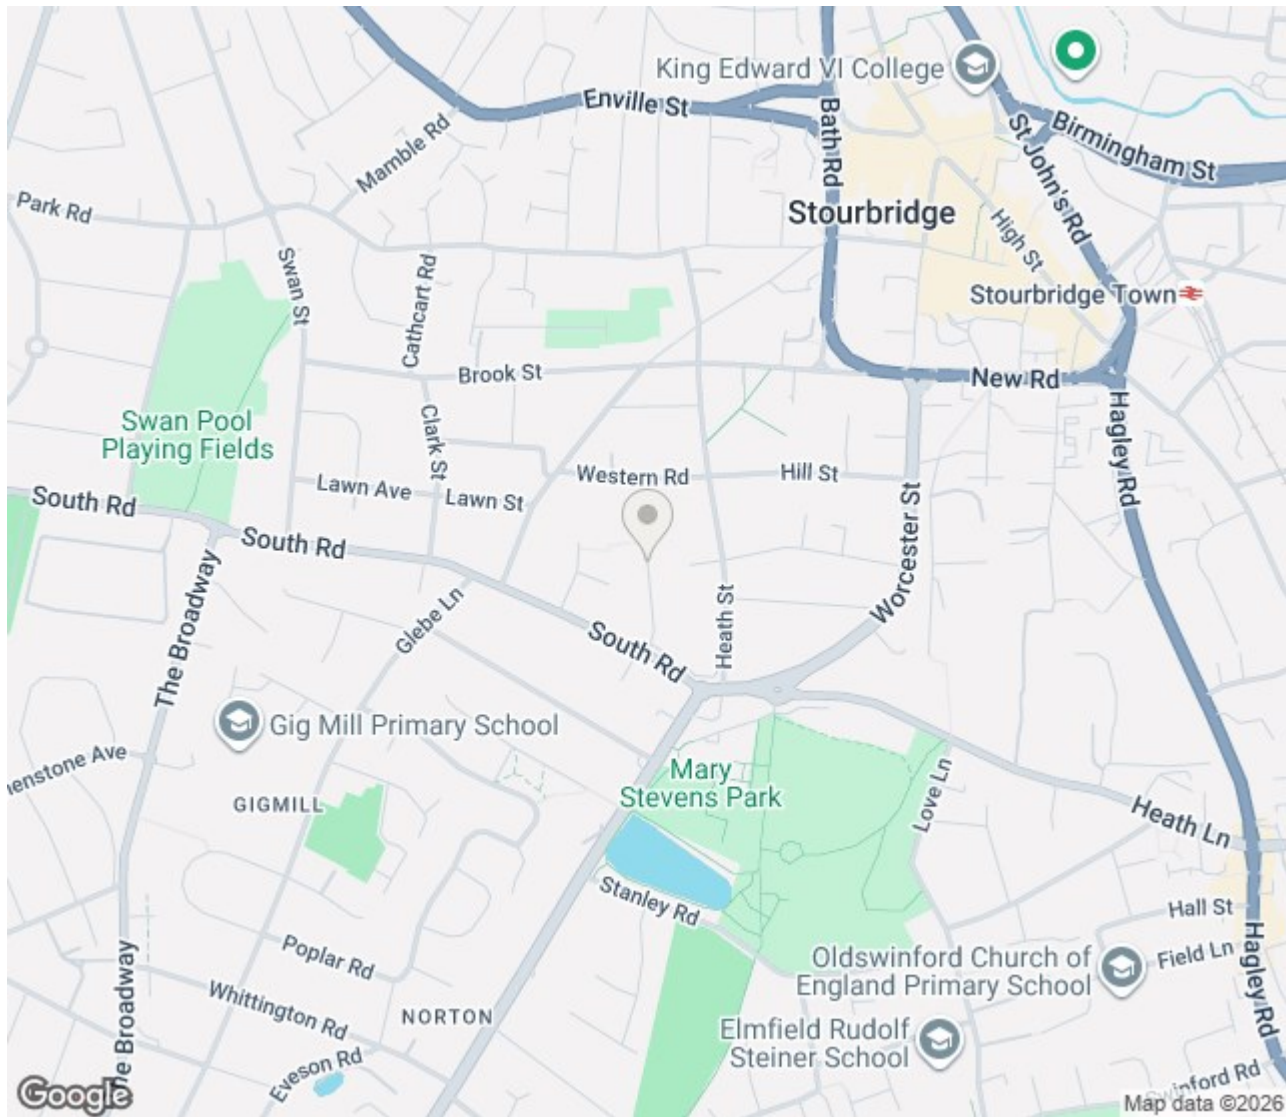 King Edward VI College
Enville St
Bath Rd
St John's Rd
Birmingham St
Mamble Rd
Park Rd
Stourbridge
High St
Swan St
Cathcart Rd
Stourbridge Town
Brook St
New Rd
Swan Pool
Playing Fields
Clark St
Hagley Rd
Western Rd
Hill St
South Rd
Lawn Ave
Lawn St
South Rd
Worcester St
The Broadway
Glebe Ln
South Rd
Heath St
Gig Mill Primary School
Mary
Stevens Park
GIGMILL
Love Ln
Heath Ln
Stanley Rd
Hall St
Poplar Rd
Oldswinford Church of
England Primary School
Field Ln
Hagley Rd
The Broadway
Whittington Rd
NORTON
Elmfield Rudolf
Steiner School
Eveson Rd
Google
Map data ©2026